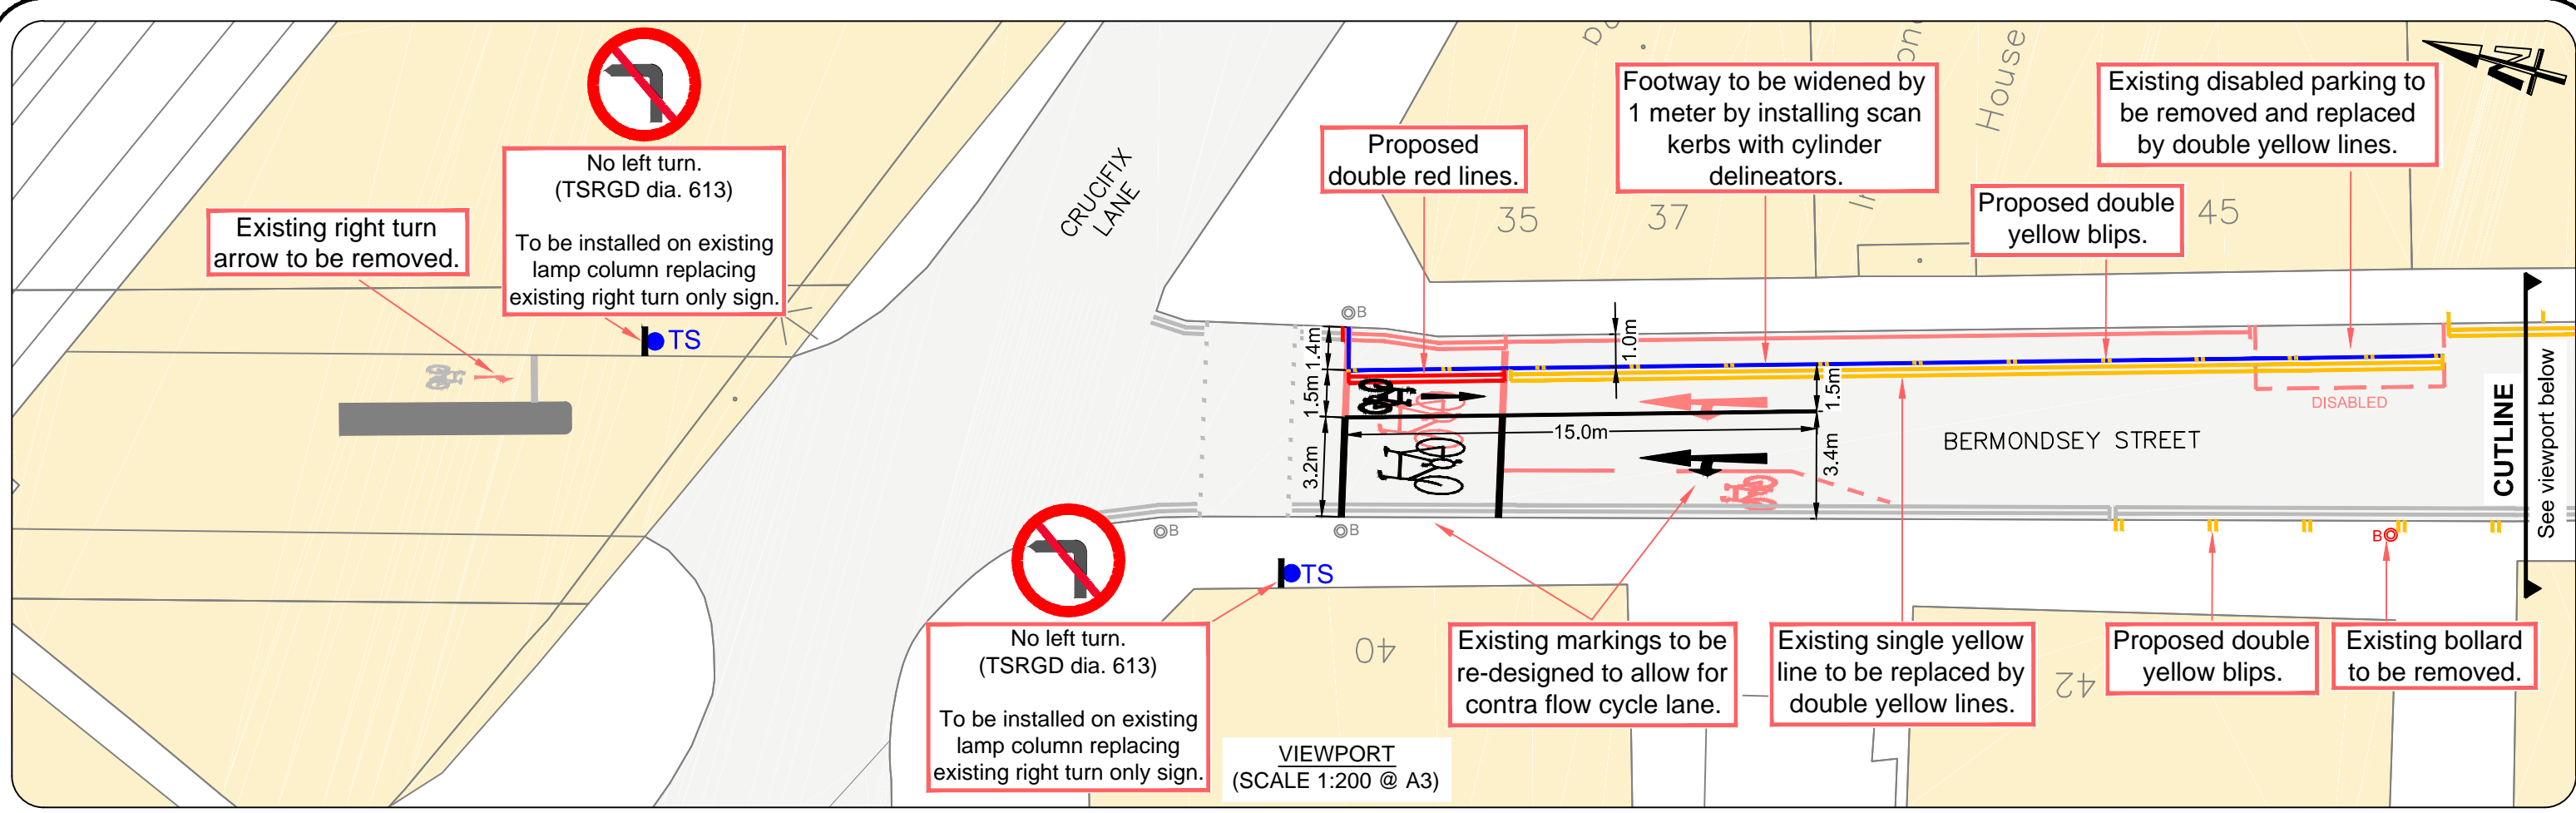 No left turn.
(TSRGD dia. 613)
To be installed on existing
lamp column replacing
existing right turn only sign.
Existing right turn
arrow to be removed.
TS
CRUCIFIX
LANE
Proposed
double red lines.
Footway to be widened by
1 meter by installing scan
kerbs with cylinder
delineators.
House
Existing disabled parking to
be removed and replaced
by double yellow lines.
Proposed double
yellow blips.
35
37
45
N
B
1.4m
1.5m
3.2m
1.0m
15.0m
1.5m
3.4m
DISABLED
BERMONDSEY STREET
CUTLINE
See viewport below
B
B
B
TS
No left turn.
(TSRGD dia. 613)
To be installed on existing
lamp column replacing
existing right turn only sign.
40
VIEWPORT
(SCALE 1:200 @ A3)
Existing markings to be
re-designed to allow for
contra flow cycle lane.
Existing single yellow
line to be replaced by
double yellow lines.
42
Proposed double
yellow blips.
Existing bollard
to be removed.